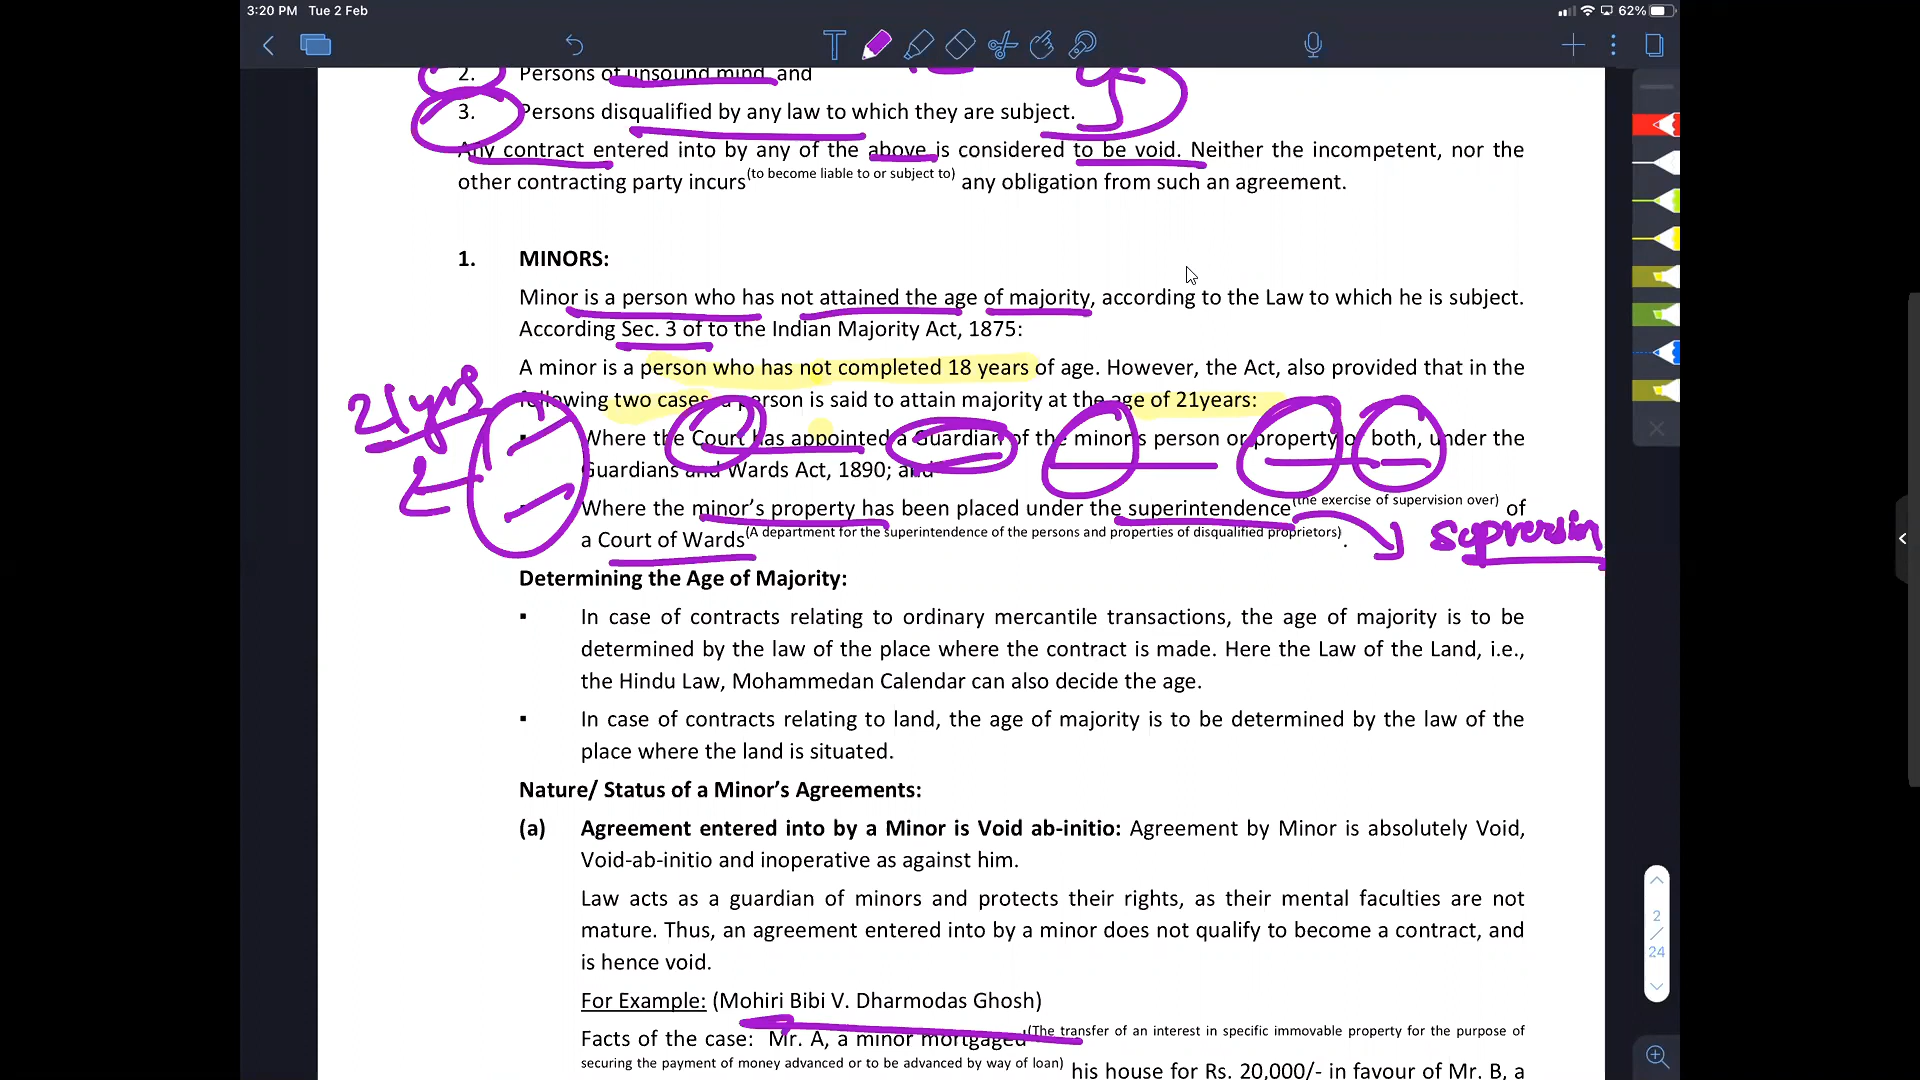 3:20 PM Tue 2 Feb
62%
2. Persons of unsound mind and
3. Persons disqualified by any law to which they are subject.
Any contract entered into by any of the above is considered to be void. Neither the incompetent, nor the
other contracting party incurs(to become liable to or subject to) any obligation from such an agreement.
1. MINORS:
Minor is a person who has not attained the age of majority, according to the Law to which he is subject.
According Sec. 3 of to the Indian Majority Act, 1875:
A minor is a person who has not completed 18 years of age. However, the Act, also provided that in the
following two cases, a person is said to attain majority at the age of 21years:
21yrs
▪ Where the Court has appointed a Guardian of the minor's person or property or both, under the
Guardians and Wards Act, 1890; and
2
▪ Where the minor's property has been placed under the superintendence(the exercise of supervision over) of
a Court of Wards(A department for the superintendence of the persons and properties of disqualified proprietors).
Determining the Age of Majority:
▪ In case of contracts relating to ordinary mercantile transactions, the age of majority is to be
determined by the law of the place where the contract is made. Here the Law of the Land, i.e.,
the Hindu Law, Mohammedan Calendar can also decide the age.
▪ In case of contracts relating to land, the age of majority is to be determined by the law of the
place where the land is situated.
Nature/ Status of a Minor's Agreements:
(a) Agreement entered into by a Minor is Void ab-initio: Agreement by Minor is absolutely Void,
Void-ab-initio and inoperative as against him.
Law acts as a guardian of minors and protects their rights, as their mental faculties are not
mature. Thus, an agreement entered into by a minor does not qualify to become a contract, and
is hence void.
For Example: (Mohiri Bibi V. Dharmodas Ghosh)
Facts of the case: Mr. A, a minor mortgaged(The transfer of an interest in specific immovable property for the purpose of
securing the payment of money advanced or to be advanced by way of loan) his house for Rs. 20,000/- in favour of Mr. B, a
2
/
24